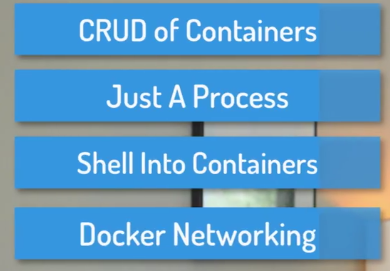 CRUD of Containers
Just A Process
Shell Into Containers
Docker Networking